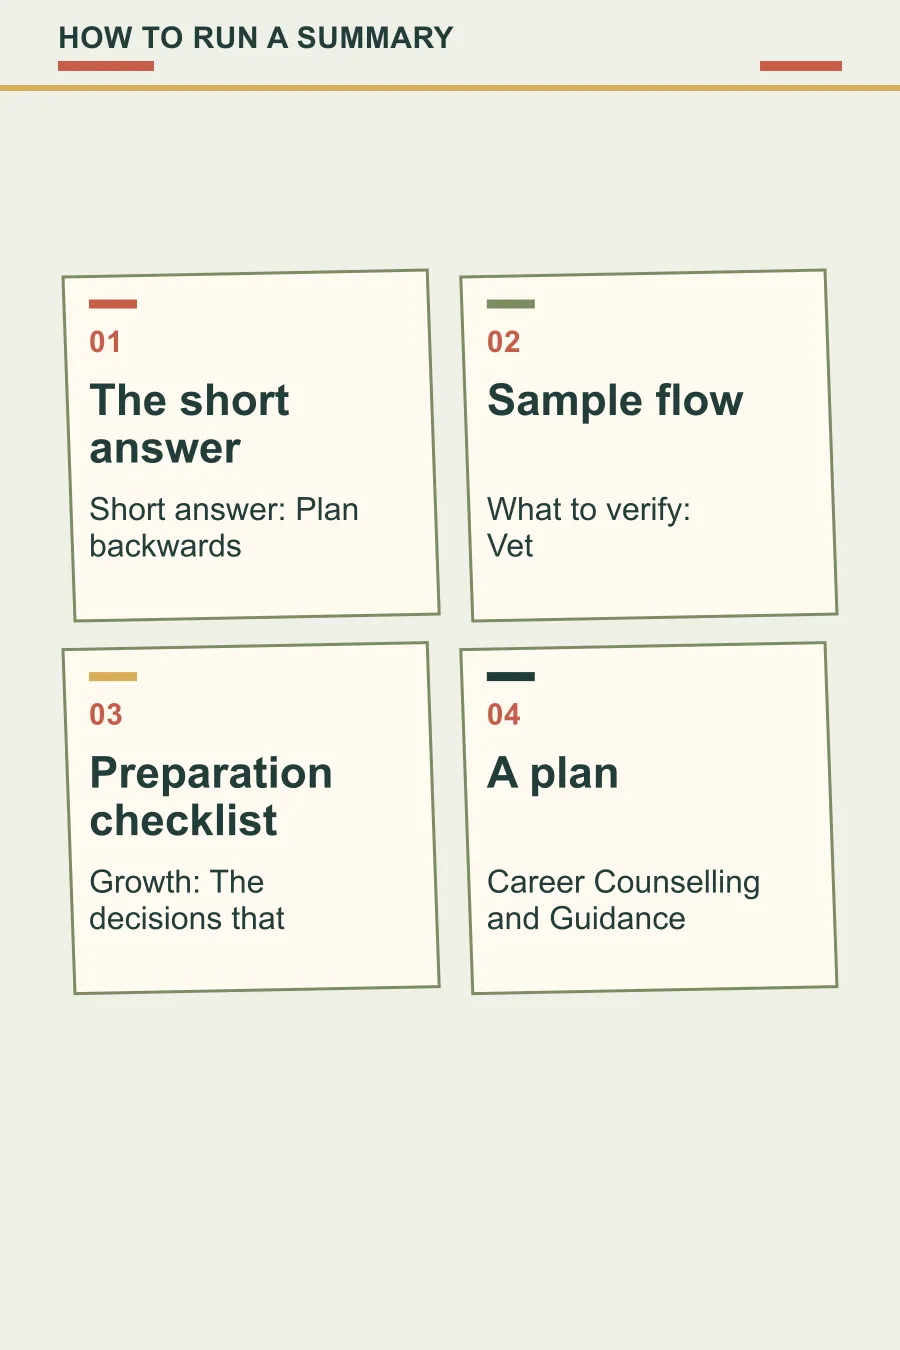 HOW TO RUN A SUMMARY
01
The short
answer
Short answer: Plan
backwards
02
Sample flow
What to verify:
Vet
03
Preparation
checklist
Growth: The
decisions that
04
A plan
Career Counselling
and Guidance